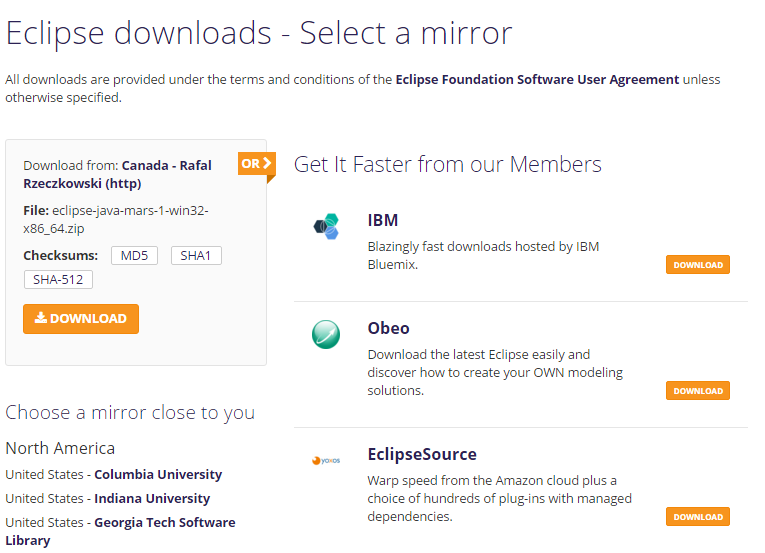 Eclipse downloads - Select a mirror
All downloads are provided under the terms and conditions of the Eclipse Foundation Software User Agreement unless
otherwise specified.
Download from: Canada - Rafal
Rzeczkowski (http)
File: eclipse-java-mars-1-win32-
x86_64.zip
Checksums: MD5 SHA1
SHA-512
DOWNLOAD
OR
Choose a mirror close to you
North America
United States - Columbia University
United States - Indiana University
United States - Georgia Tech Software
Library
Get It Faster from our Members
IBM
Blazingly fast downloads hosted by IBM
Bluemix.
DOWNLOAD
Obeo
Download the latest Eclipse easily and
discover how to create your OWN modeling
solutions.
DOWNLOAD
yoxos
EclipseSource
Warp speed from the Amazon cloud plus a
choice of hundreds of plug-ins with managed
dependencies.
DOWNLOAD